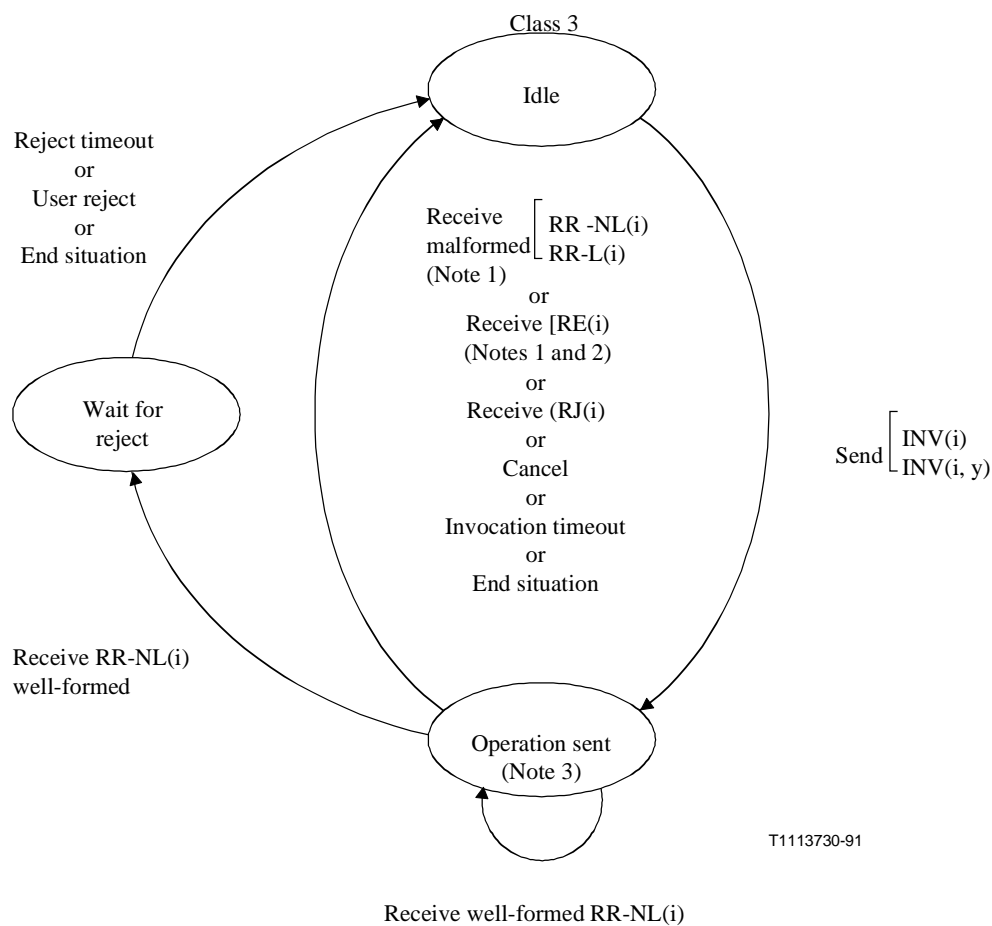 Class 3
Idle
Reject timeout
or
User reject
or
End situation
Receive
malformed
(Note 1)
RR -NL(i)
RR-L(i)
or
Receive [RE(i)
(Notes 1 and 2)
or
Receive (RJ(i)
or
Cancel
or
Invocation timeout
or
End situation
Wait for
reject
Send
INV(i)
INV(i, y)
Receive RR-NL(i)
well-formed
Operation sent
(Note 3)
T1113730-91
Receive well-formed RR-NL(i)